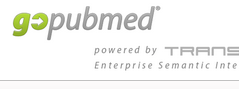 gopubmed®
powered by TRANS
Enterprise Semantic Inte